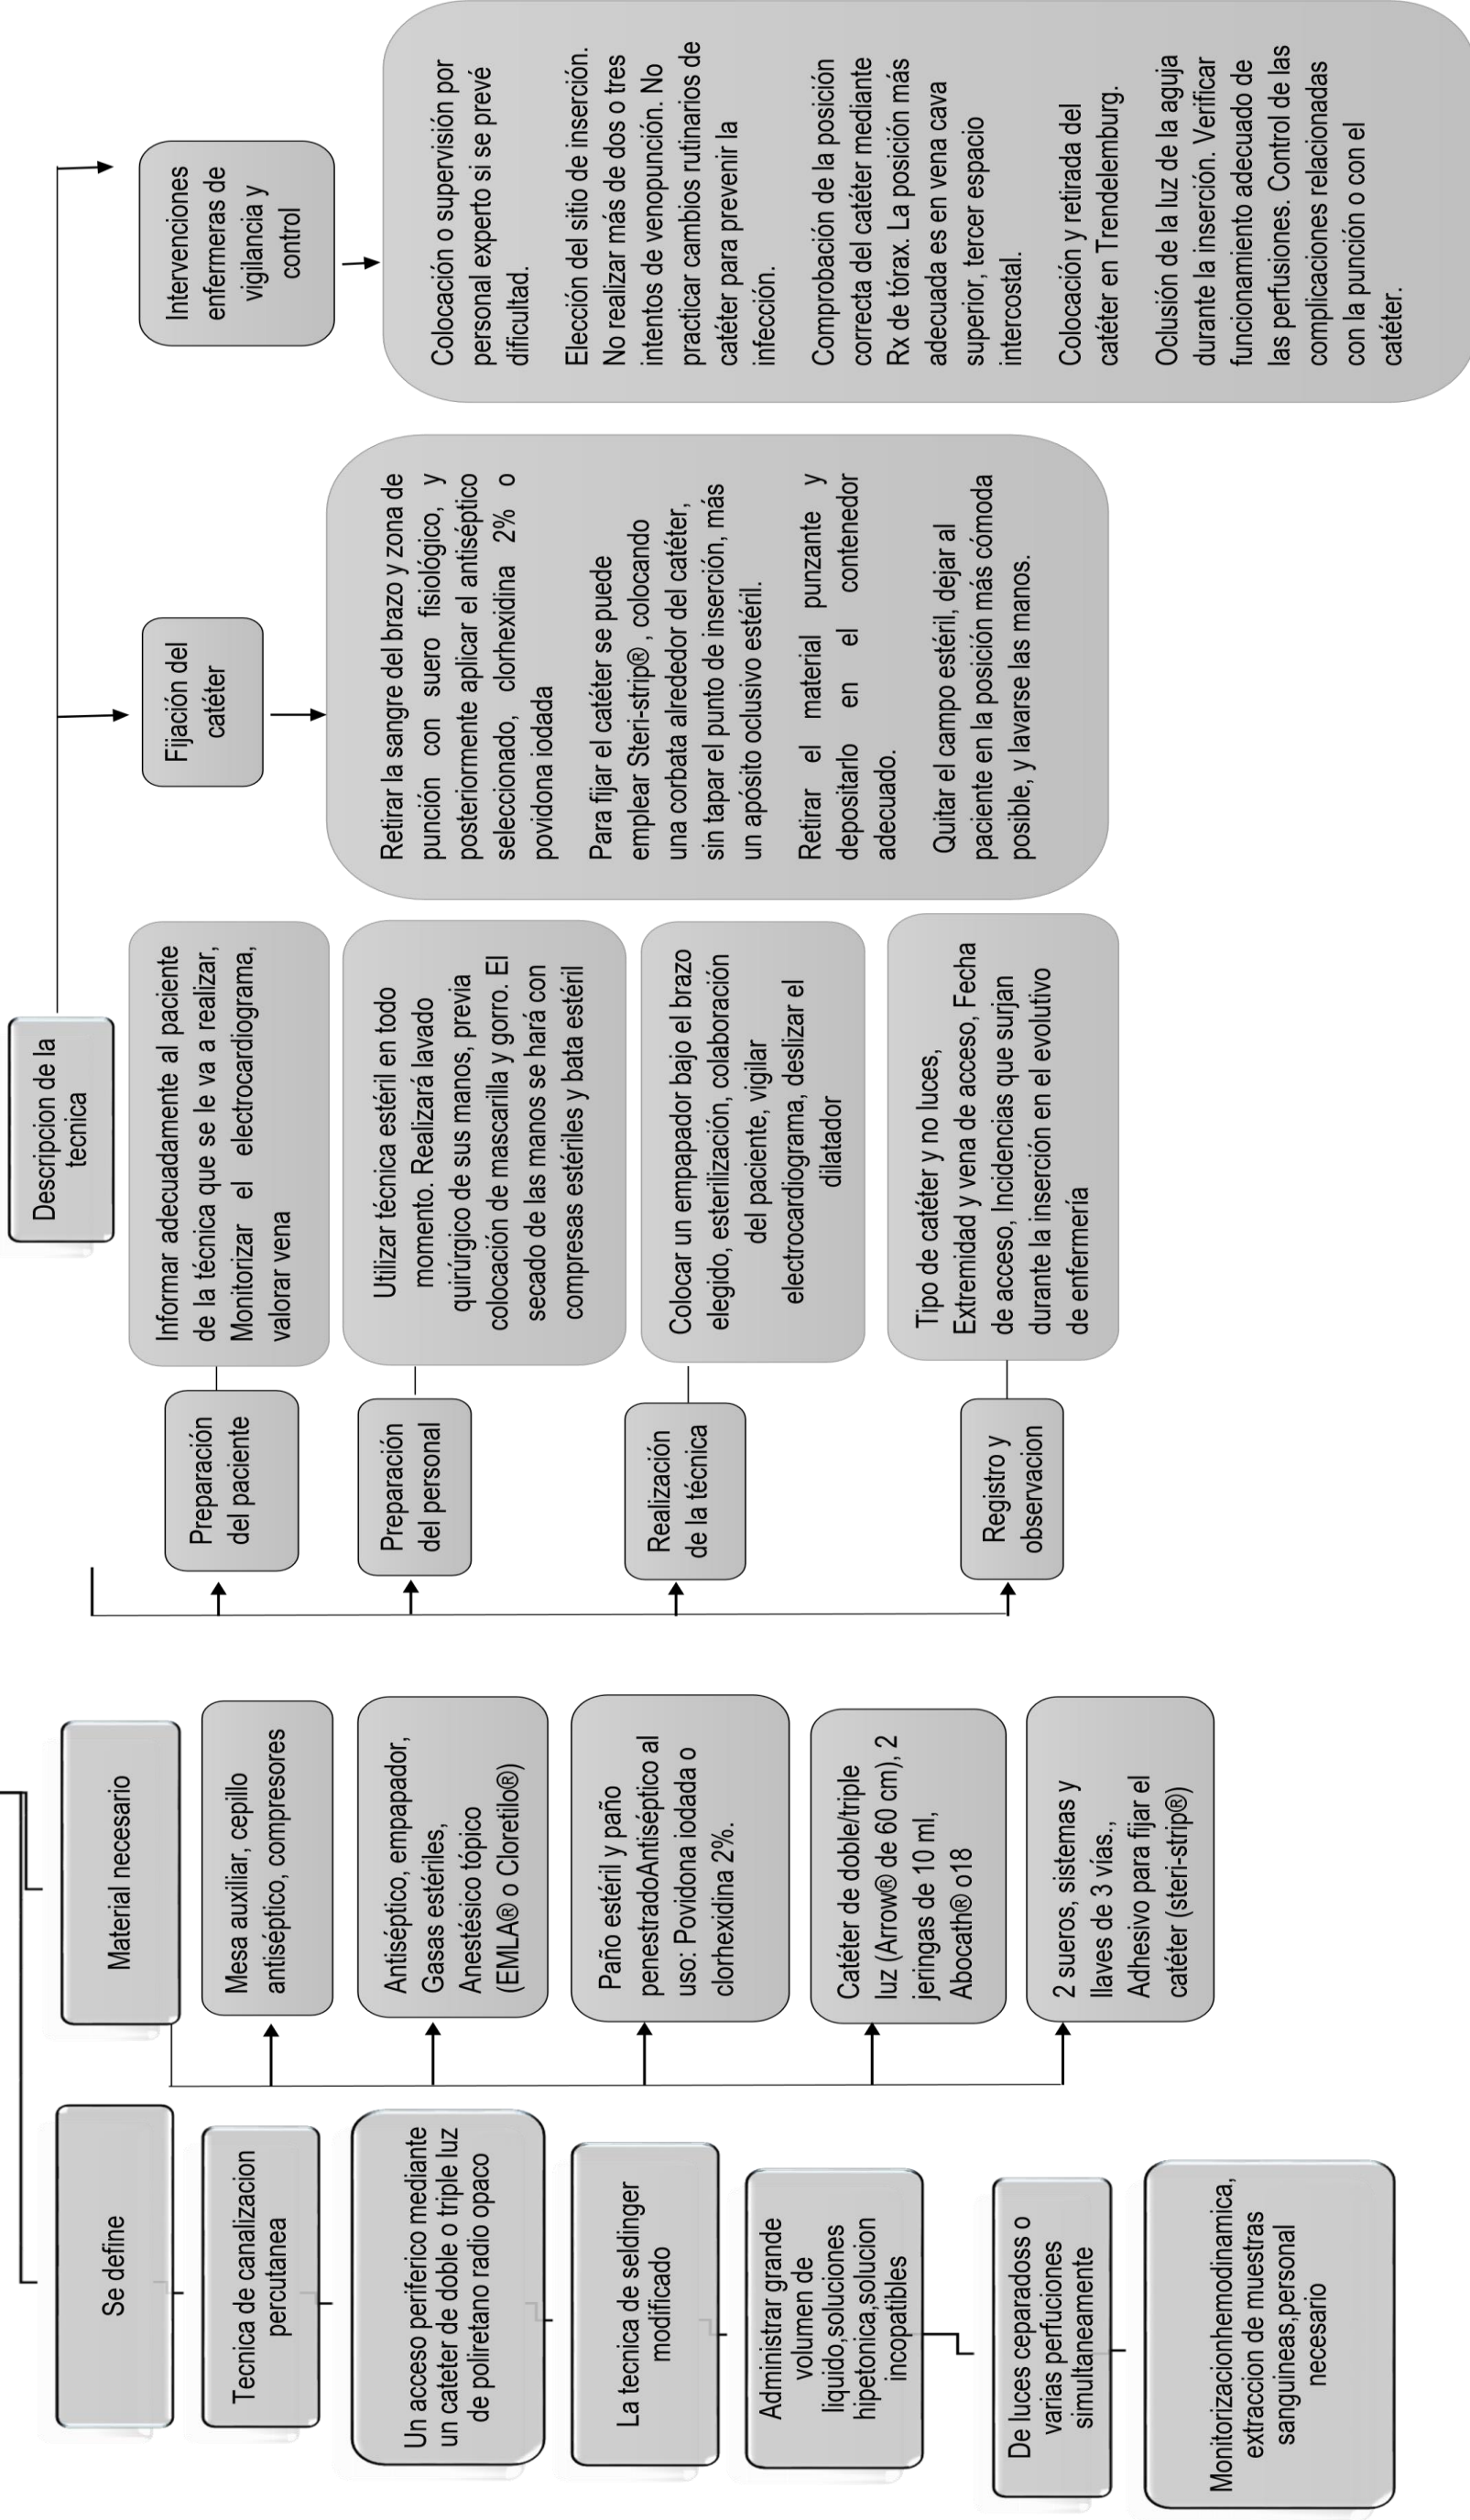 Se define
Tecnica de canalizacion
percutanea
Un acceso periferico mediante
un cateter de doble o triple luz
de poliretano radio opaco
La tecnica de seldinger
modificado
Administrar grande
volumen de
liquido,soluciones
hipetonica,solucion
incopatibles
De luces ceparadoss o
varias perfuciones
simultaneamente
Monitorizacionhemodinamica,
extraccion de muestras
sanguineas,personal
necesario
Material necesario
Mesa auxiliar, cepillo
antiséptico, compresores
Antiséptico, empapador,
Gasas estériles,
Anestésico tópico
(EMLA® o Cloretilo®)
Paño estéril y paño
penestradoAntiséptico al
uso: Povidona iodada o
clorhexidina 2%.
Catéter de doble/triple
luz (Arrow® de 60 cm), 2
jeringas de 10 ml,
Abocath® o18
2 sueros, sistemas y
llaves de 3 vías.,
Adhesivo para fijar el
catéter (steri-strip®)
Descripcion de la
tecnica
Preparación
del paciente
Informar adecuadamente al paciente
de la técnica que se le va a realizar,
Monitorizar el electrocardiograma,
valorar vena
Preparación
del personal
Utilizar técnica estéril en todo
momento. Realizará lavado
quirúrgico de sus manos, previa
colocación de mascarilla y gorro. El
secado de las manos se hará con
compresas estériles y bata estéril
Realización
de la técnica
Colocar un empapador bajo el brazo
elegido, esterilización, colaboración
del paciente, vigilar
electrocardiograma, deslizar el
dilatador
Registro y
observacion
Tipo de catéter y no luces,
Extremidad y vena de acceso, Fecha
de acceso, Incidencias que surjan
durante la inserción en el evolutivo
de enfermería
Fijación del
catéter
Retirar la sangre del brazo y zona de
punción con suero fisiológico, y
posteriormente aplicar el antiséptico
seleccionado, clorhexidina 2% o
povidona iodada
Para fijar el catéter se puede
emplear Steri-strip® , colocando
una corbata alrededor del catéter,
sin tapar el punto de inserción, más
un apósito oclusivo estéril.
Retirar el material punzante y
depositarlo en el contenedor
adecuado.
Quitar el campo estéril, dejar al
paciente en la posición más cómoda
posible, y lavarse las manos.
Intervenciones
enfermeras de
vigilancia y
control
Colocación o supervisión por
personal experto si se prevé
dificultad.
Elección del sitio de inserción.
No realizar más de dos o tres
intentos de venopunción. No
practicar cambios rutinarios de
catéter para prevenir la
infección.
Comprobación de la posición
correcta del catéter mediante
Rx de tórax. La posición más
adecuada es en vena cava
superior, tercer espacio
intercostal.
Colocación y retirada del
catéter en Trendelemburg.
Oclusión de la luz de la aguja
durante la inserción. Verificar
funcionamiento adecuado de
las perfusiones. Control de las
complicaciones relacionadas
con la punción o con el
catéter.